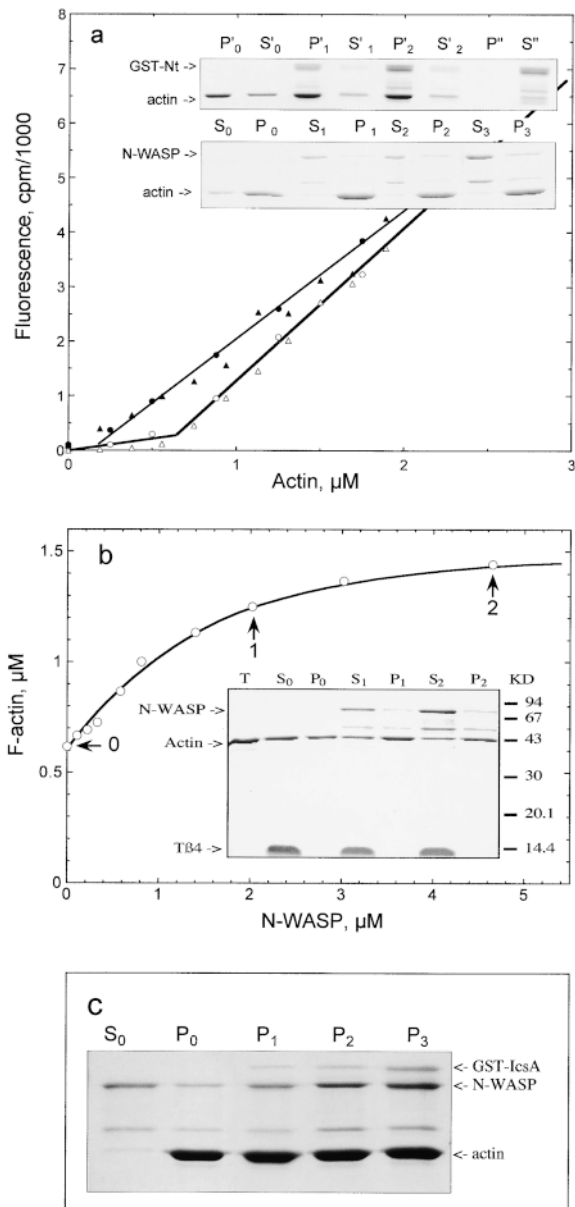 a
P'₀ S'₀ P'₁ S'₁ P'₂ S'₂ P" S"
GST-Nt ->
actin ->
S₀ P₀ S₁ P₁ S₂ P₂ S₃ P₃
N-WASP ->
actin ->
Fluorescence, cpm/1000
7
6
5
4
3
2
1
0
0 1 2 3
Actin, µM
b
F-actin, µM
1.5
1
0.5
0
0
1
2
T S₀ P₀ S₁ P₁ S₂ P₂ KD
N-WASP ->
Actin ->
Tß4 ->
94
67
43
30
20.1
14.4
0 1 2 3 4 5
N-WASP, µM
c
S₀ P₀ P₁ P₂ P₃
<- GST-IcsA
<- N-WASP
<- actin